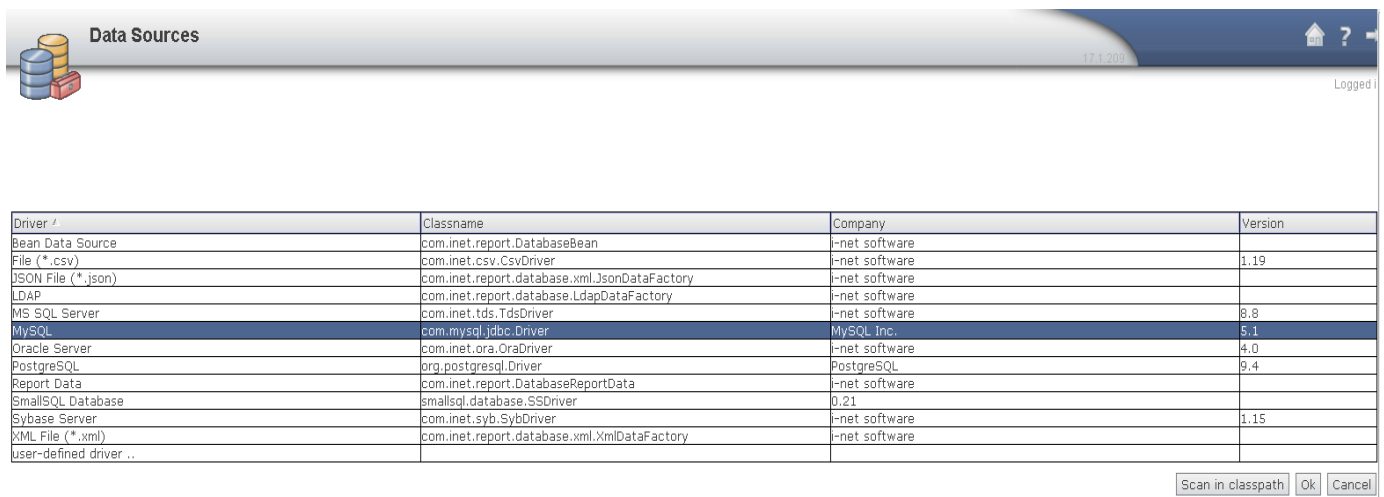 Data Sources
17.1.209
Logged i
Driver Classname Company Version
Bean Data Source com.inet.report.DatabaseBean i-net software
File (*.csv) com.inet.csv.CsvDriver i-net software 1.19
JSON File (*.json) com.inet.report.database.xml.JsonDataFactory i-net software
LDAP com.inet.report.database.LdapDataFactory i-net software
MS SQL Server com.inet.tds.TdsDriver i-net software 8.8
MySQL com.mysql.jdbc.Driver MySQL Inc. 5.1
Oracle Server com.inet.ora.OraDriver i-net software 4.0
PostgreSQL org.postgresql.Driver PostgreSQL 9.4
Report Data com.inet.report.DatabaseReportData i-net software
SmallSQL Database smallsql.database.SSDriver 0.21
Sybase Server com.inet.syb.SybDriver i-net software 1.15
XML File (*.xml) com.inet.report.database.xml.XmlDataFactory i-net software
user-defined driver ..
Scan in classpath Ok Cancel